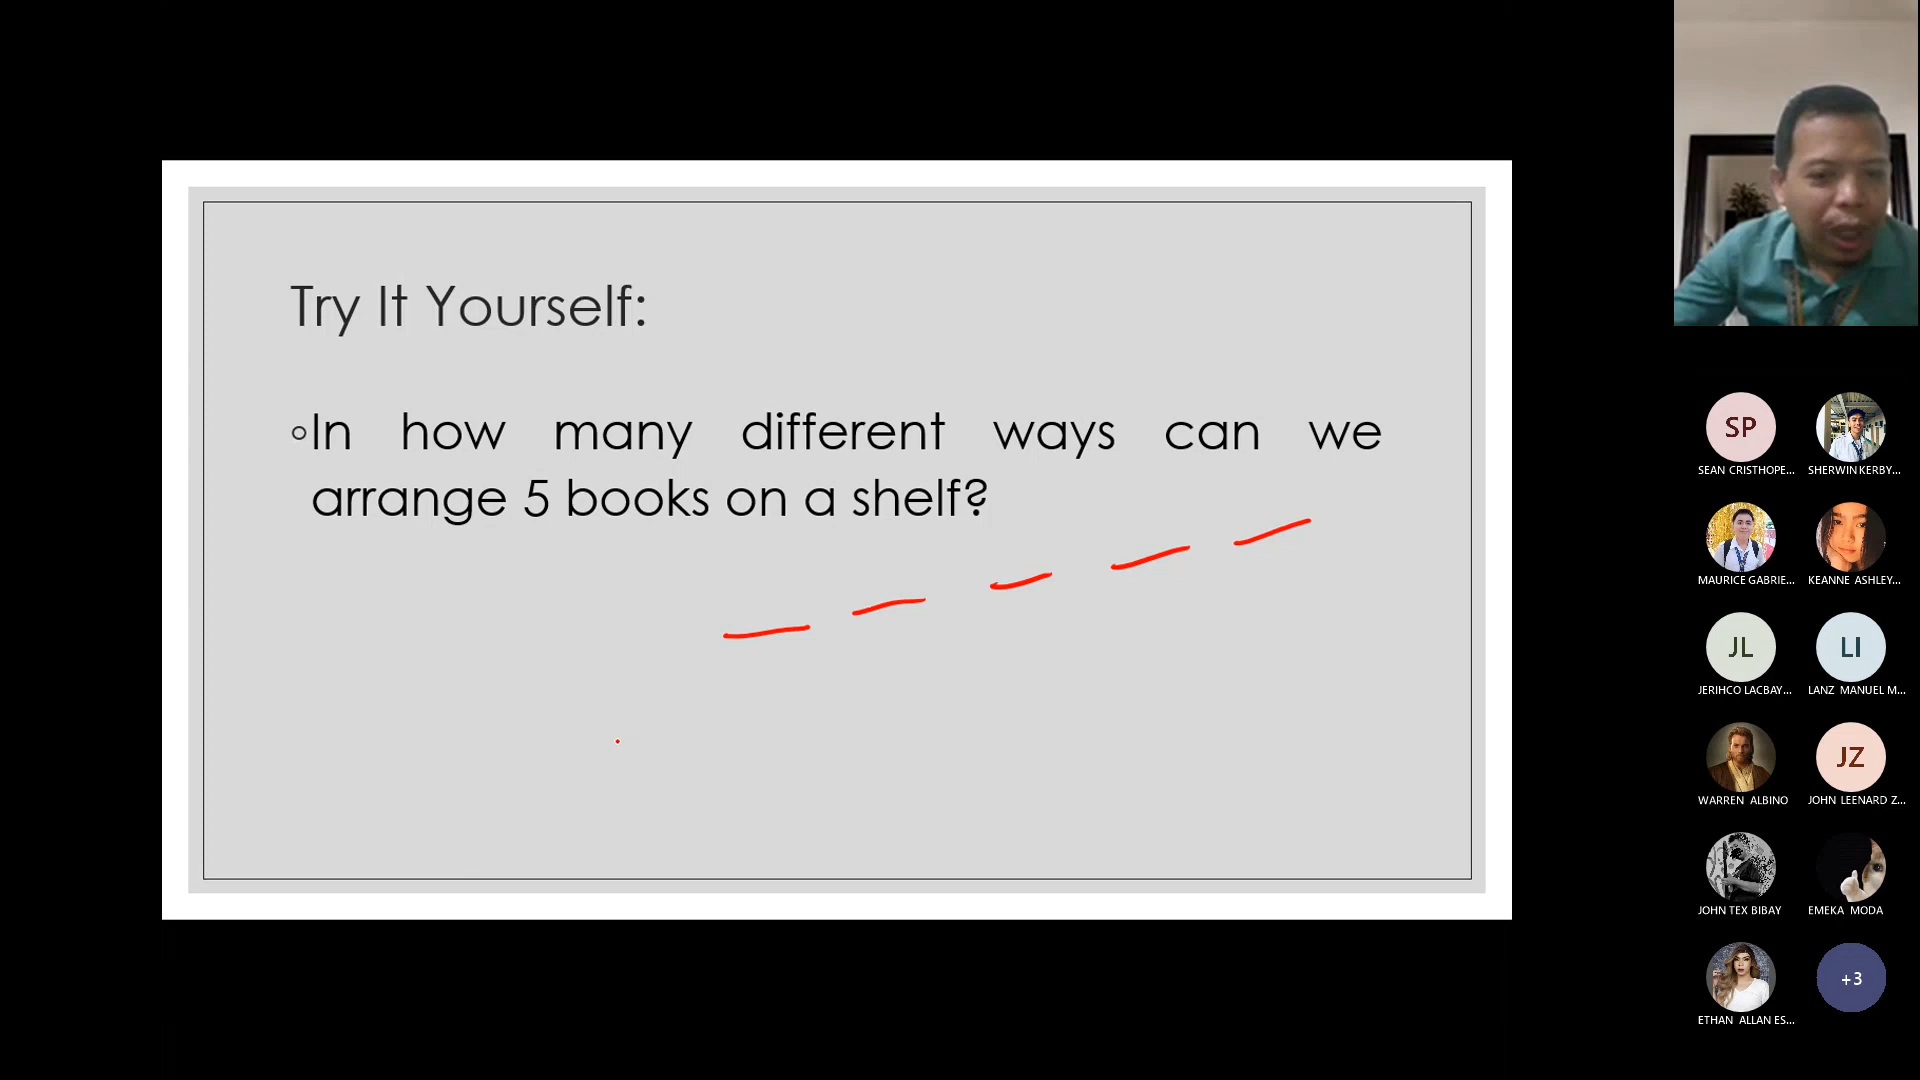 Try It Yourself:
◦In how many different ways can we
arrange 5 books on a shelf?
SP
SEAN CRISTHOPE...
SHERWIN KERBY...
MAURICE GABRIE...
KEANNE ASHLEY...
JL
JERIHCO LACBAY...
LI
LANZ MANUEL M...
WARREN ALBINO
JZ
JOHN LEENARD Z...
JOHN TEX BIBAY
EMEKA MODA
ETHAN ALLAN ES...
+3